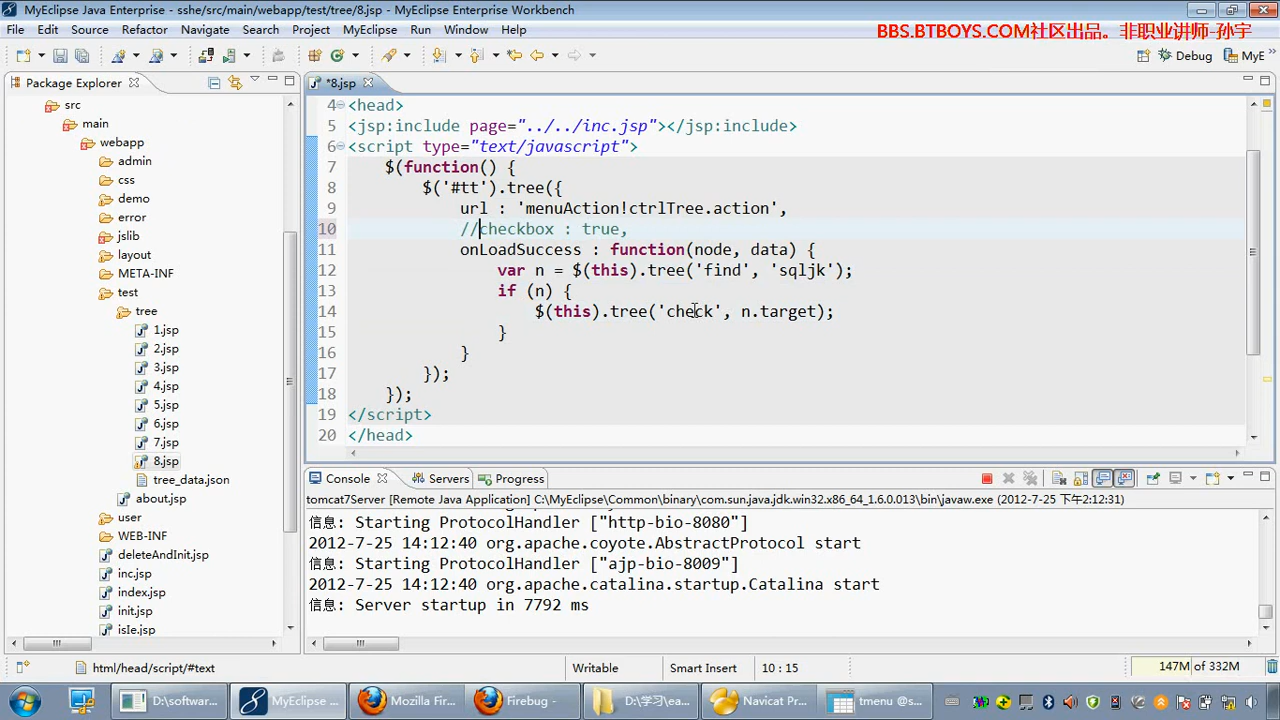 MyEclipse Java Enterprise - sshe/src/main/webapp/test/tree/8.jsp - MyEclipse Enterprise Workbench
File Edit Source Refactor Navigate Search Project MyEclipse Run Window Help
BBS.BTBOYS.COM社区出品。非职业讲师-孙宇
Debug MyE
Package Explorer
*8.jsp
src
main
webapp
admin
css
demo
error
jslib
layout
META-INF
test
tree
1.jsp
2.jsp
3.jsp
4.jsp
5.jsp
6.jsp
7.jsp
8.jsp
tree_data.json
about.jsp
user
WEB-INF
deleteAndInit.jsp
inc.jsp
index.jsp
init.jsp
isIe.jsp
4 <head>
5 <jsp:include page="../../inc.jsp"></jsp:include>
6 <script type="text/javascript">
7 $(function() {
8 $('#tt').tree({
9 url : 'menuAction!ctrlTree.action',
10 //checkbox : true,
11 onLoadSuccess : function(node, data) {
12 var n = $(this).tree('find', 'sqljk');
13 if (n) {
14 $(this).tree('check', n.target);
15 }
16 }
17 });
18 });
19 </script>
20 </head>
Console Servers Progress
tomcat7Server [Remote Java Application] C:\MyEclipse\Common\binary\com.sun.java.jdk.win32.x86_64_1.6.0.013\bin\javaw.exe (2012-7-25 下午2:12:31)
信息: Starting ProtocolHandler ["http-bio-8080"]
2012-7-25 14:12:40 org.apache.coyote.AbstractProtocol start
信息: Starting ProtocolHandler ["ajp-bio-8009"]
2012-7-25 14:12:40 org.apache.catalina.startup.Catalina start
信息: Server startup in 7792 ms
html/head/script/#text Writable Smart Insert 10 : 15 147M of 332M
D:\softwar... MyEclipse ... Mozilla Fir... Firebug - D:\学习\ea... Navicat Pr... tmenu @s...